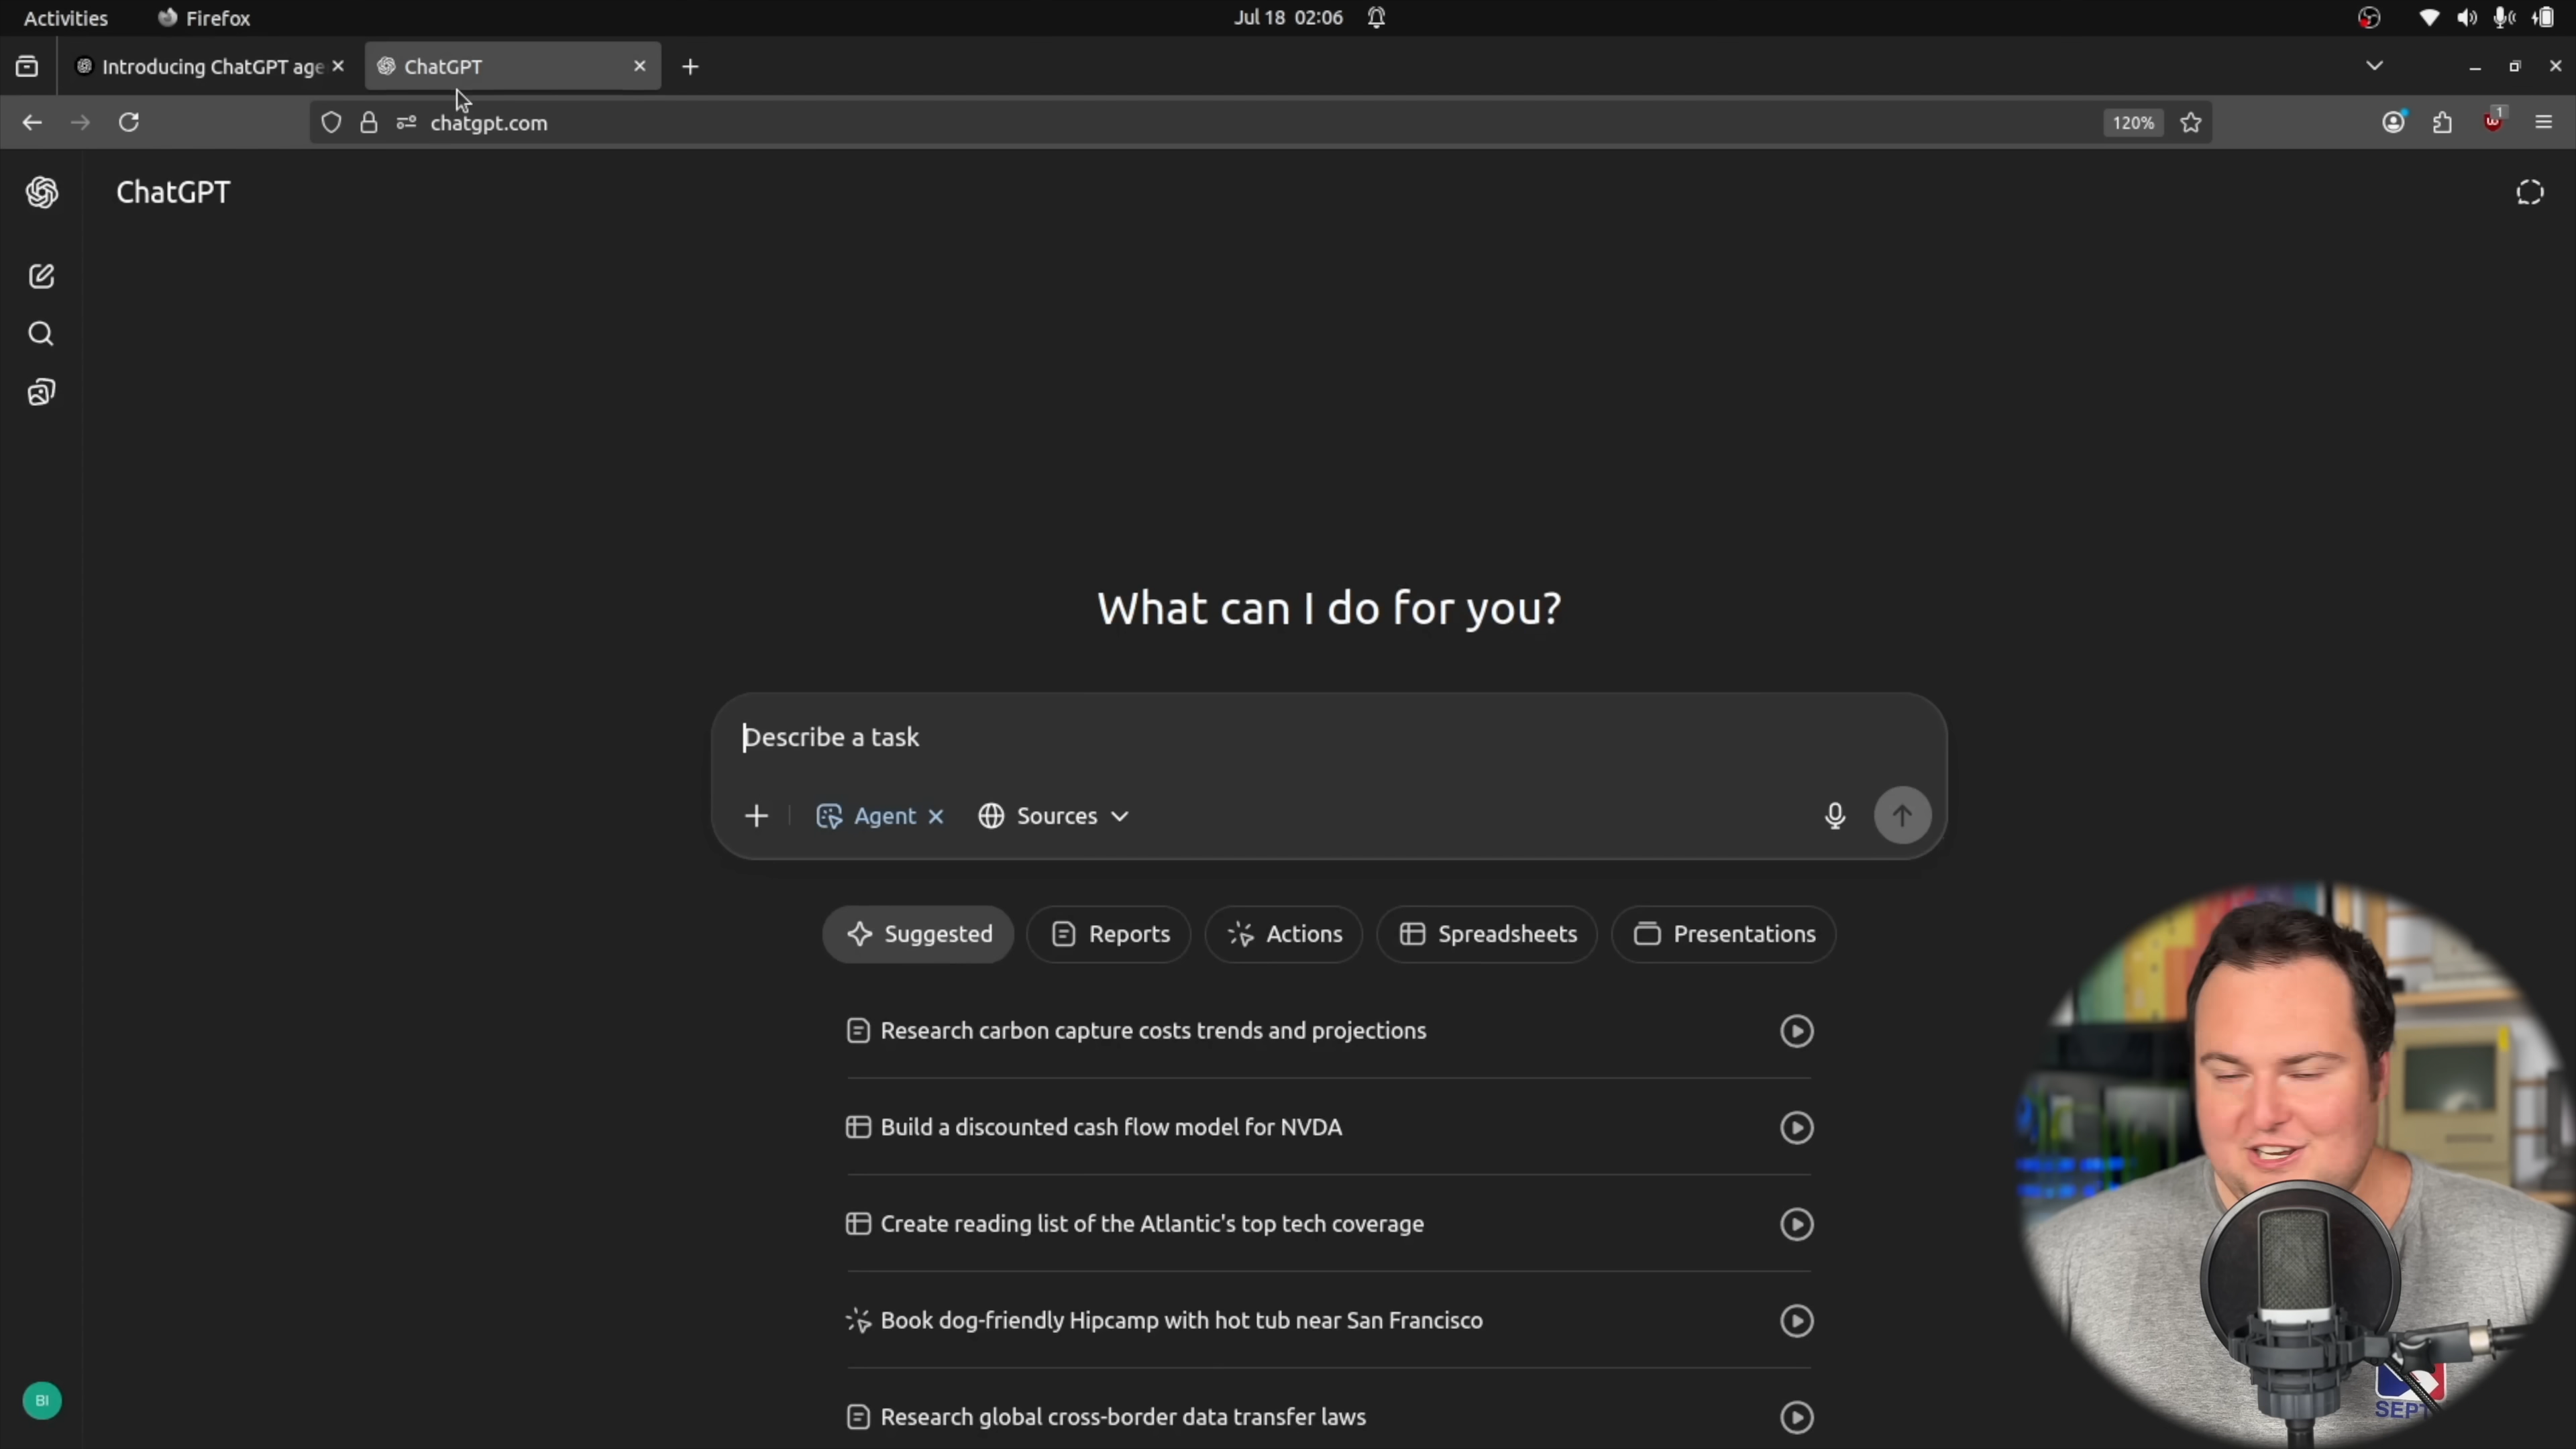 Activities
Firefox
Jul 18 02:06
Introducing ChatGPT age
ChatGPT
chatgpt.com
120%
1
ChatGPT
What can I do for you?
Describe a task
Agent
Sources
Suggested
Reports
Actions
Spreadsheets
Presentations
Research carbon capture costs trends and projections
Build a discounted cash flow model for NVDA
Create reading list of the Atlantic's top tech coverage
Book dog-friendly Hipcamp with hot tub near San Francisco
Research global cross-border data transfer laws
BI
SEPT